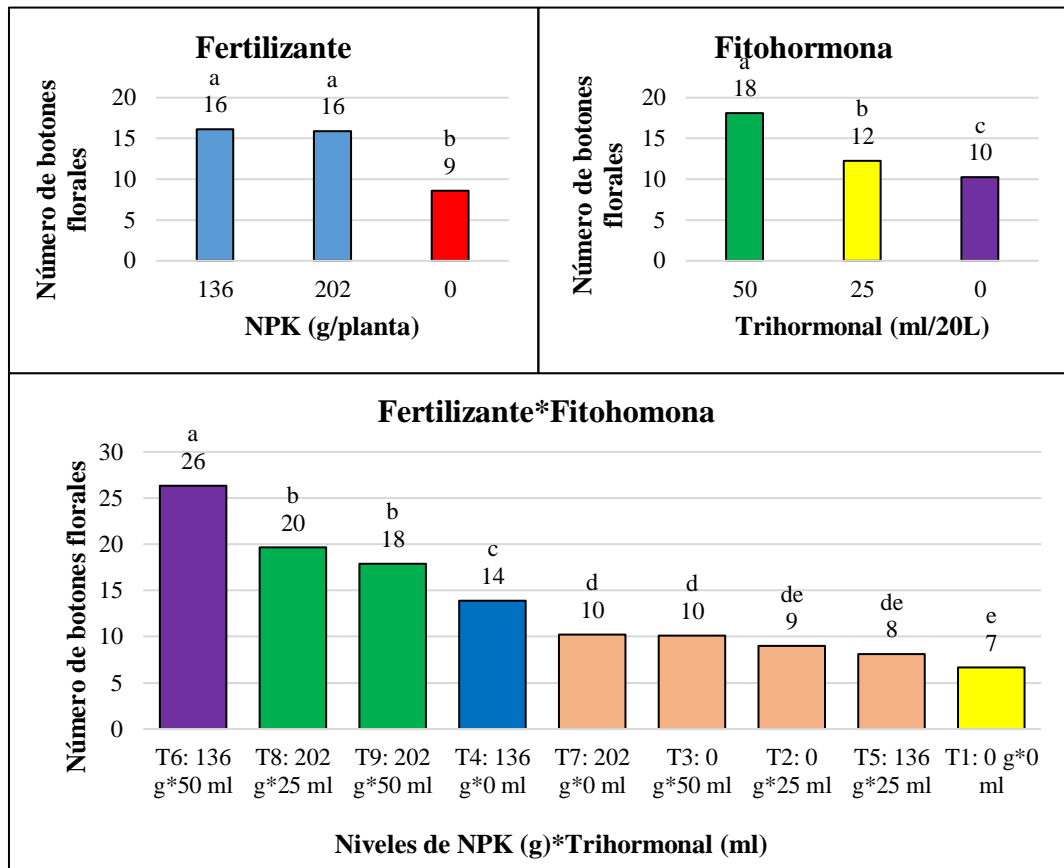 Fertilizante
Número de botones
florales
20
15
10
5
0
a
16
a
16
b
9
136
202
0
NPK (g/planta)
Fitohormona
Número de botones
florales
20
15
10
5
0
a
18
b
12
c
10
50
25
0
Trihormonal (ml/20L)
Fertilizante*Fitohomona
Número de botones florales
30
25
20
15
10
5
0
a
26
b
20
b
18
c
14
d
10
d
10
de
9
de
8
e
7
T6: 136
g*50 ml
T8: 202
g*25 ml
T9: 202
g*50 ml
T4: 136
g*0 ml
T7: 202
g*0 ml
T3: 0
g*50 ml
T2: 0
g*25 ml
T5: 136
g*25 ml
T1: 0 g*0
ml
Niveles de NPK (g)*Trihormonal (ml)